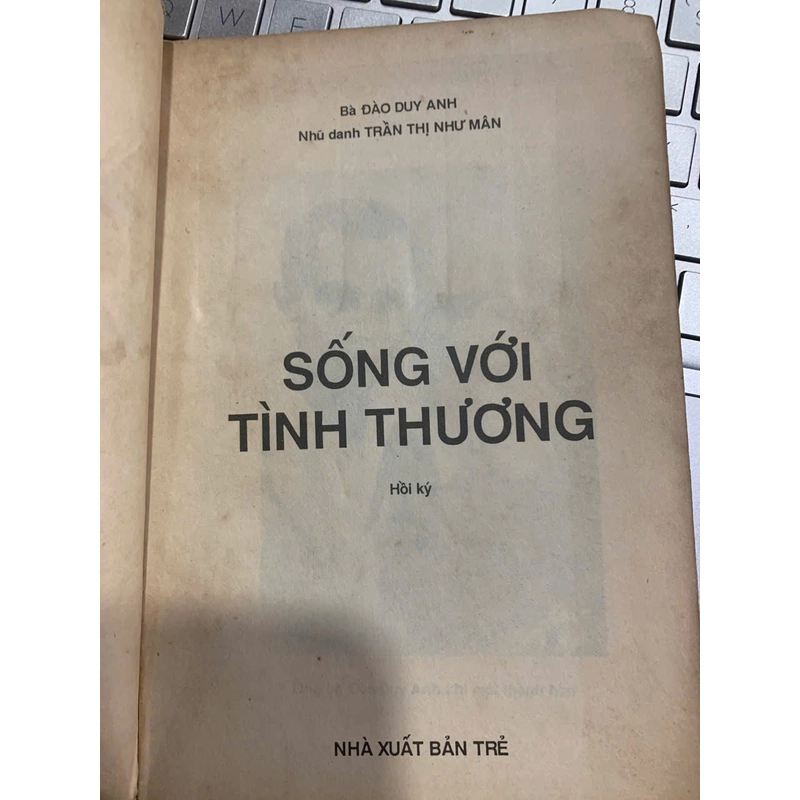 Q W E
Bà ĐÀO DUY ANH
Nhũ danh TRẦN THỊ NHƯ MÂN
SỐNG VỚI
TÌNH THƯƠNG
Hồi ký
NHÀ XUẤT BẢN TRẺ